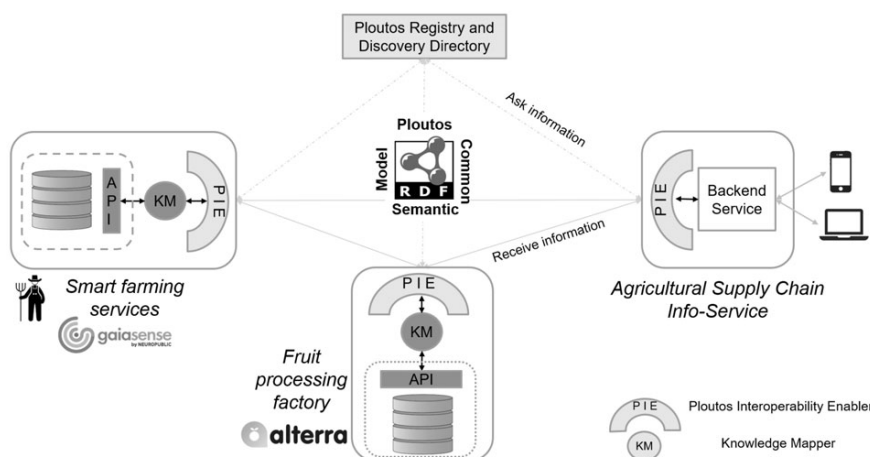 Ploutos Registry and
Discovery Directory
Ask information
Ploutos
Model
Common
RDF
Semantic
API
KM
PIE
PIE
Backend
Service
Receive information
Smart farming
services
gaiasense
by NEUROPUBLIC
PIE
KM
API
Agricultural Supply Chain
Info-Service
Fruit
processing
factory
alterra
PIE
Ploutos Interoperability Enabler
KM
Knowledge Mapper